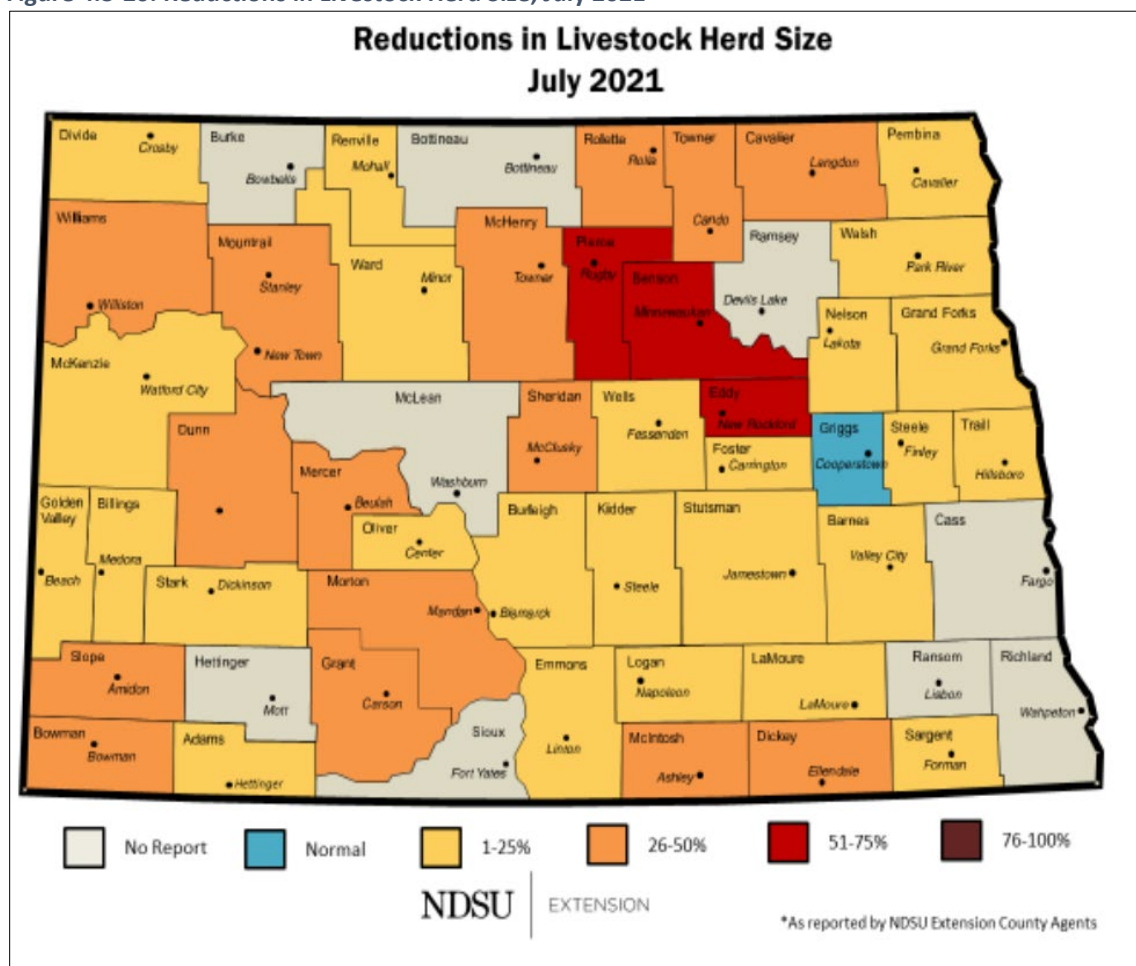 Reductions in Livestock Herd Size, July 2021
Reductions in Livestock Herd Size
July 2021
Divide
Crosby
Burke
Bowbells
Renville
Mohall
Bottineau
Bottineau
Rolette
Rolla
Towner
Cando
Cavalier
Langdon
Pembina
Cavalier
Williams
Williston
Mountrail
Stanley
New Town
Ward
Minot
McHenry
Towner
Pierce
Rugby
Benson
Minnewaukan
Ramsey
Devils Lake
Walsh
Park River
Nelson
Lakota
Grand Forks
Grand Forks
McKenzie
Watford City
Dunn
McLean
Washburn
Mercer
Beulah
Oliver
Center
Sheridan
McClusky
Wells
Fessenden
Eddy
New Rockford
Foster
Carrington
Griggs
Cooperstown
Steele
Finley
Traill
Hillsboro
Golden
Valley
Beach
Billings
Medora
Stark
Dickinson
Morton
Mandan
Burleigh
Bismarck
Kidder
Steele
Stutsman
Jamestown
Barnes
Valley City
Cass
Fargo
Slope
Amidon
Hettinger
Mott
Grant
Carson
Sioux
Fort Yates
Emmons
Linton
Logan
Napoleon
LaMoure
LaMoure
Ransom
Lisbon
Richland
Wahpeton
Bowman
Bowman
Adams
Hettinger
McIntosh
Ashley
Dickey
Ellendale
Sargent
Forman
No Report
Normal
1-25%
26-50%
51-75%
76-100%
NDSU
EXTENSION
*As reported by NDSU Extension County Agents